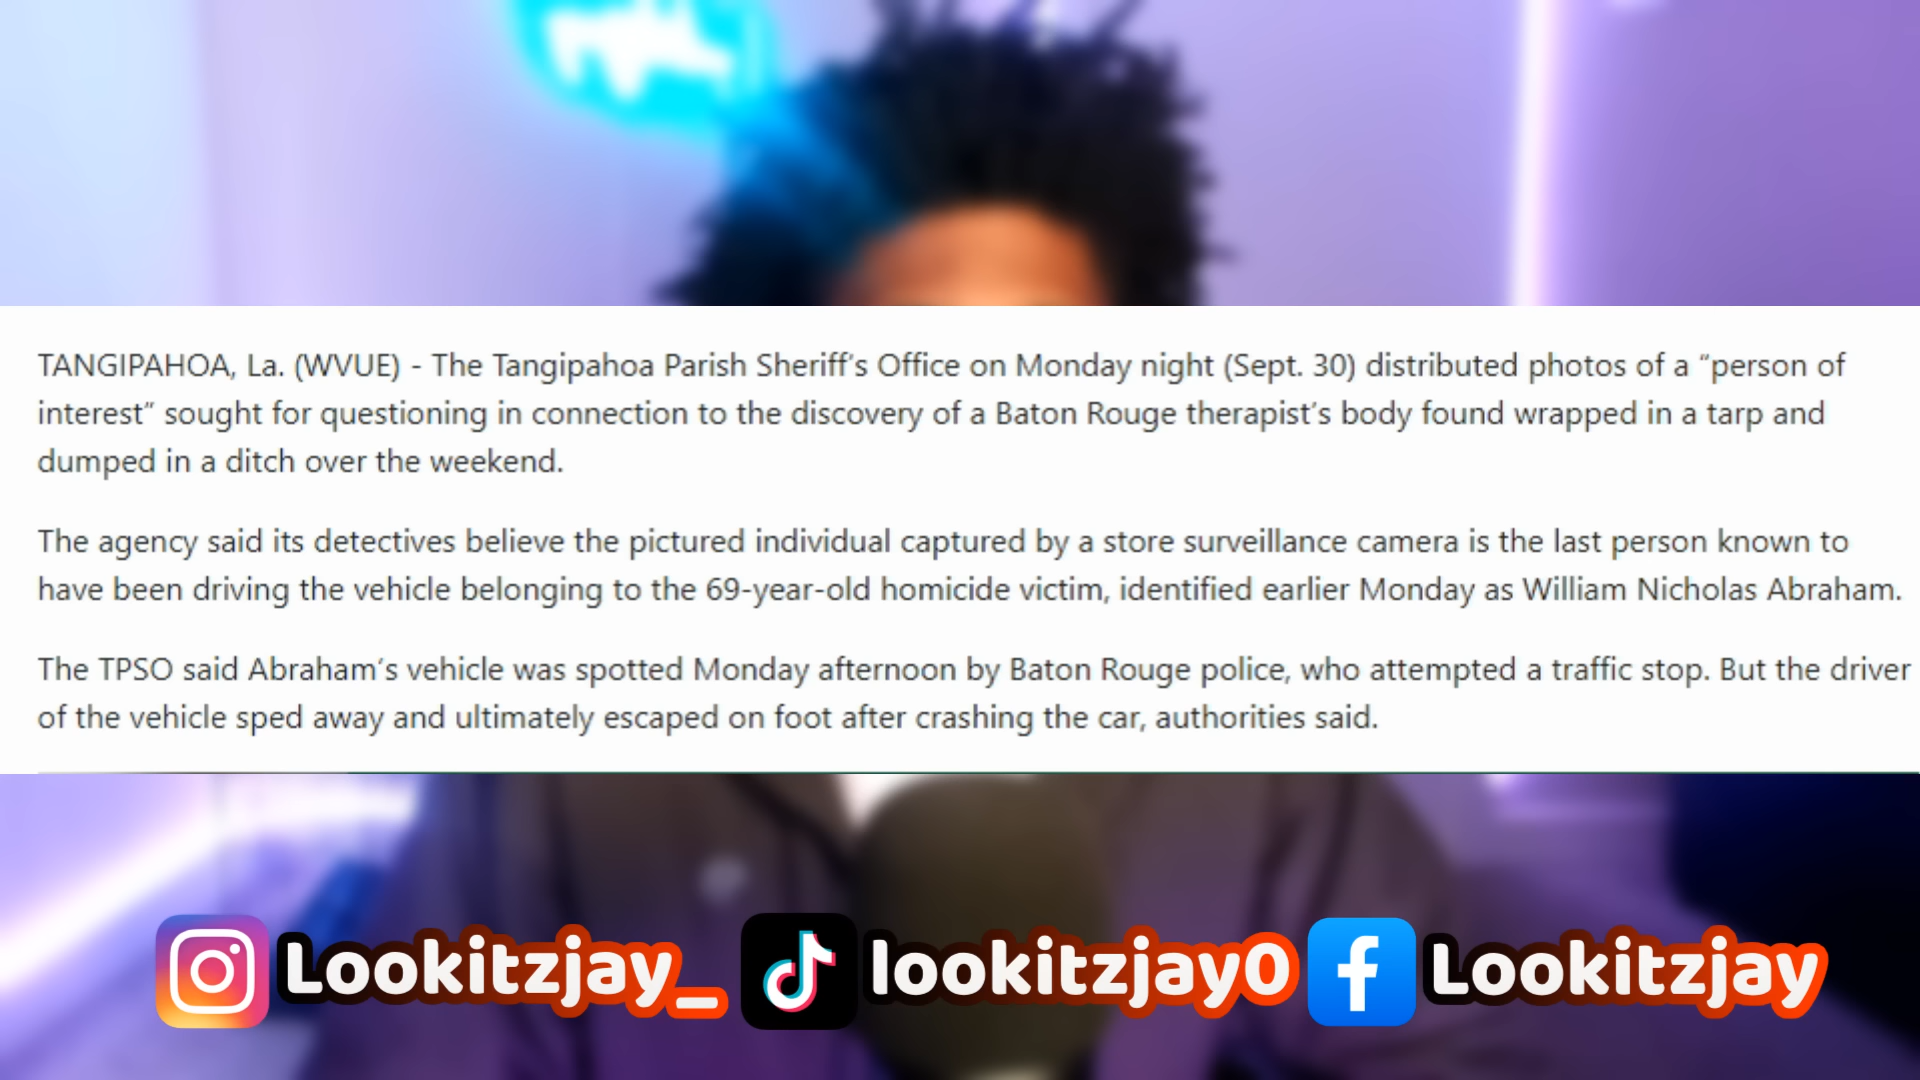 TANGIPAHOA, La. (WVUE) - The Tangipahoa Parish Sheriff’s Office on Monday night (Sept. 30) distributed photos of a “person of
interest” sought for questioning in connection to the discovery of a Baton Rouge therapist’s body found wrapped in a tarp and
dumped in a ditch over the weekend.
The agency said its detectives believe the pictured individual captured by a store surveillance camera is the last person known to
have been driving the vehicle belonging to the 69-year-old homicide victim, identified earlier Monday as William Nicholas Abraham.
The TPSO said Abraham’s vehicle was spotted Monday afternoon by Baton Rouge police, who attempted a traffic stop. But the driver
of the vehicle sped away and ultimately escaped on foot after crashing the car, authorities said.
Lookitzjay_ lookitzjay0 Lookitzjay